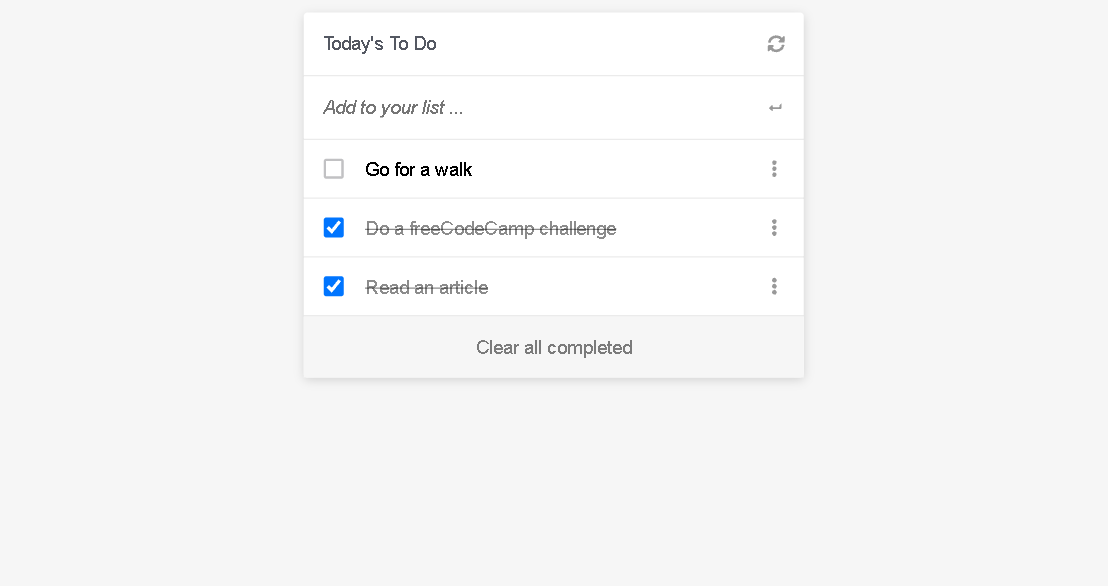 Today's To Do
Add to your list ...
Go for a walk
Do a freeCodeCamp challenge
Read an article
Clear all completed